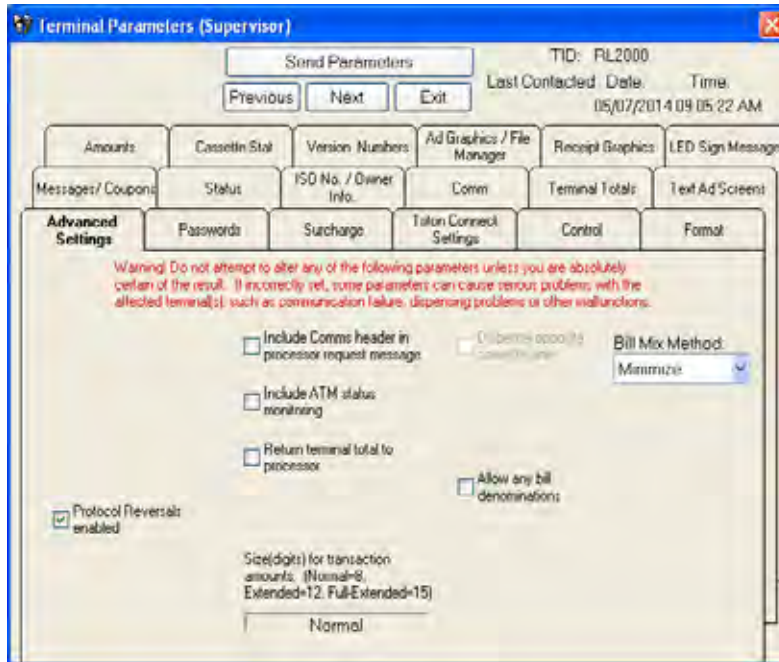 Terminal Parameters (Supervisor)
Send Parameters
TID: RL2000
Previous Next Exit
Last Contacted Date. Time.
05/07/2014 09:05:22 AM
Amounts
Cassette Stat
Version Numbers
Ad Graphics / File
Manager
Receipt Graphics
LED Sign Message
Messages/ Coupons
Status
ISO No. / Owner
Info.
Comm
Terminal Totals
Text Ad Screens
Advanced
Settings
Passwords
Surcharge
Triton Connect
Settings
Control
Format
Warning! Do not attempt to alter any of the following parameters unless you are absolutely
certain of the result. If incorrectly set, some parameters can cause serious problems with the
affected terminal(s), such as communication failure, dispensing problems or other malfunctions.
Include Comms header in
processor request message
Dispense opposite
Bill Mix Method:
Minimize
Include ATM status
monitoring
Return terminal total to
processor
Allow any bill
denominations
Protocol Reversals
enabled
Size(digits) for transaction
amounts. (Normal=8,
Extended=12, Full-Extended=15)
Normal